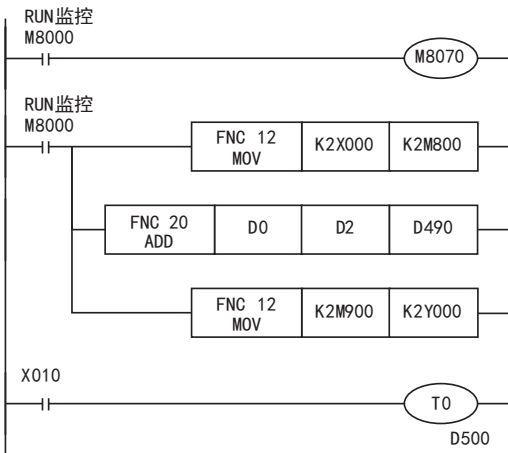 RUN监控
M8000
M8070
RUN监控
M8000
FNC 12
MOV
K2X000
K2M800
FNC 20
ADD
D0
D2
D490
FNC 12
MOV
K2M900
K2Y000
X010
T0
D500